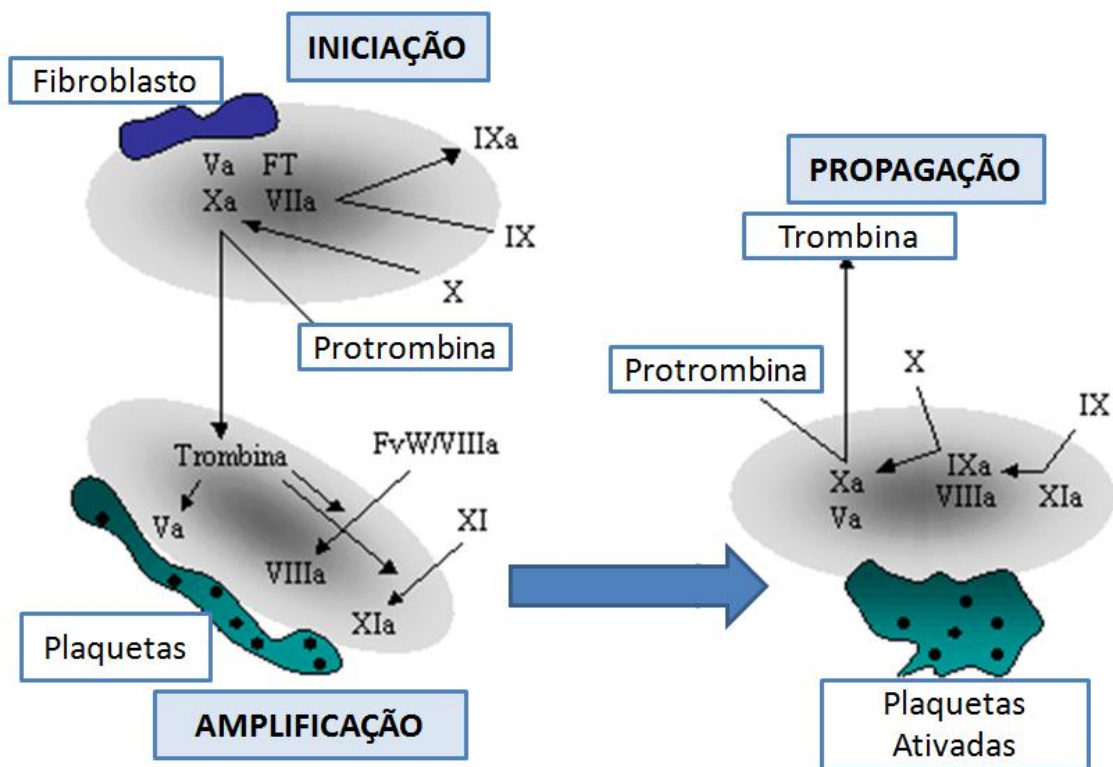 INICIAÇÃO
Fibroblasto
Va FT
Xa VIIa
IXa
IX
X
Protrombina
Trombina
FvW/VIIIa
Va
XI
VIIIa
XIa
Plaquetas
AMPLIFICAÇÃO
PROPAGAÇÃO
Trombina
Protrombina
X
IX
Xa
IXa
VIIIa
XIa
Va
Plaquetas
Ativadas